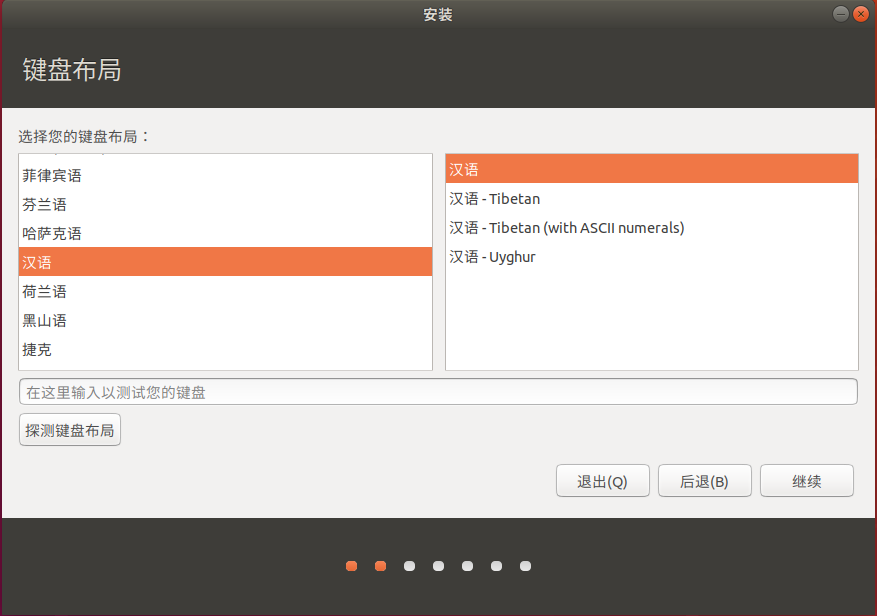 安装
键盘布局
选择您的键盘布局：
菲律宾语
芬兰语
哈萨克语
汉语
荷兰语
黑山语
捷克
汉语
汉语 - Tibetan
汉语 - Tibetan (with ASCII numerals)
汉语 - Uyghur
在这里输入以测试您的键盘
探测键盘布局
退出(Q)
后退(B)
继续